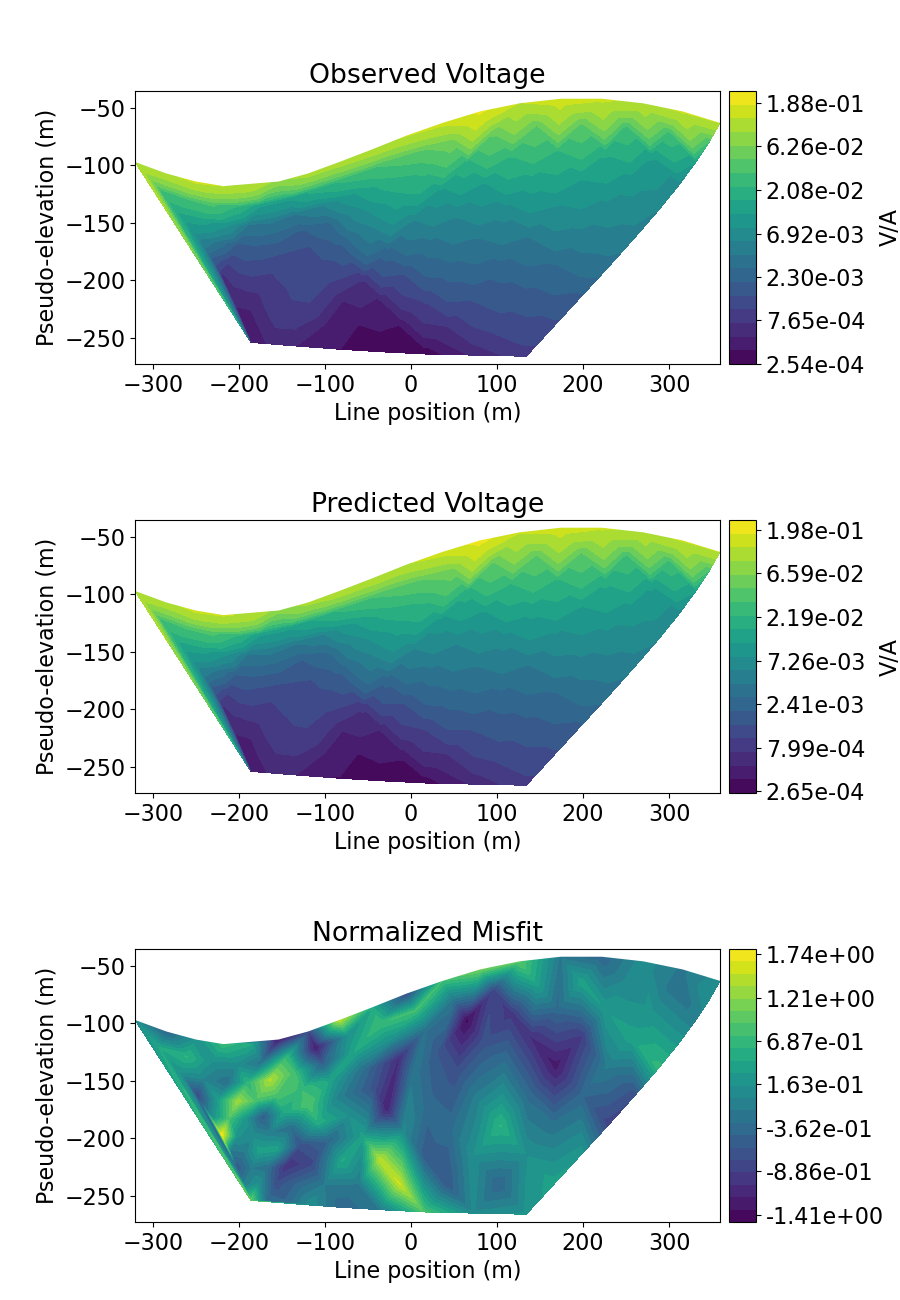 Observed Voltage
Pseudo-elevation (m)
−50
−100
−150
−200
−250
−300 −200 −100 0 100 200 300
Line position (m)
1.88e-01
6.26e-02
2.08e-02
6.92e-03
2.30e-03
7.65e-04
2.54e-04
V/A
Predicted Voltage
Pseudo-elevation (m)
−50
−100
−150
−200
−250
−300 −200 −100 0 100 200 300
Line position (m)
1.98e-01
6.59e-02
2.19e-02
7.26e-03
2.41e-03
7.99e-04
2.65e-04
V/A
Normalized Misfit
Pseudo-elevation (m)
−50
−100
−150
−200
−250
−300 −200 −100 0 100 200 300
Line position (m)
1.74e+00
1.21e+00
6.87e-01
1.63e-01
-3.62e-01
-8.86e-01
-1.41e+00